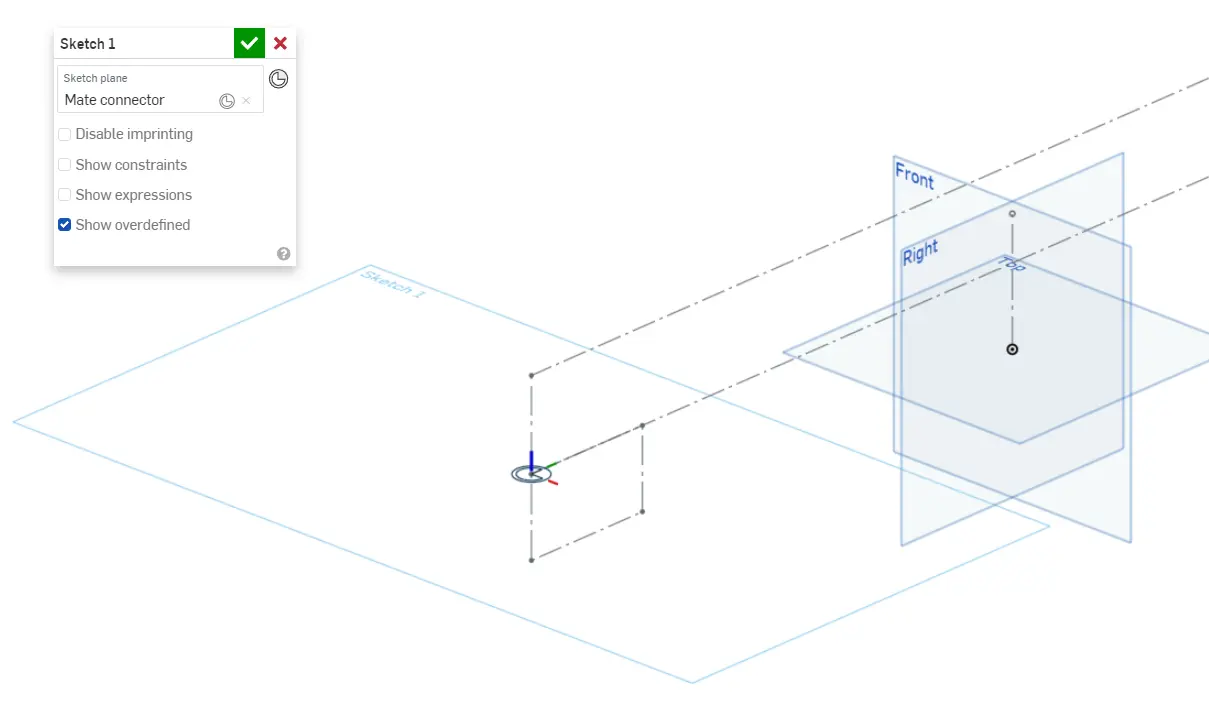 Sketch 1
Sketch plane
Mate connector
Disable imprinting
Show constraints
Show expressions
Show overdefined
Sketch 1
Front
Right
Top